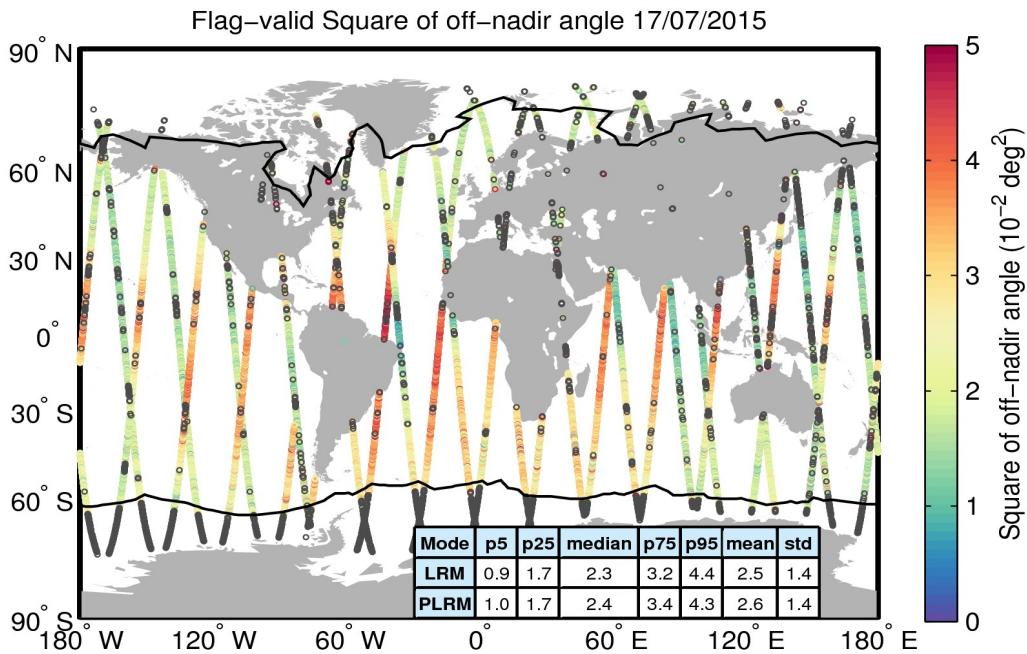 Flag−valid Square of off−nadir angle 17/07/2015
90° N
60° N
30° N
0°
30° S
60° S
90° S
180° W
120° W
60° W
0°
60° E
120° E
180° E
Mode p5 p25 median p75 p95 mean std
LRM 0.9 1.7 2.3 3.2 4.4 2.5 1.4
PLRM 1.0 1.7 2.4 3.4 4.3 2.6 1.4
5
4
3
2
1
0
Square of off−nadir angle (10⁻² deg²)